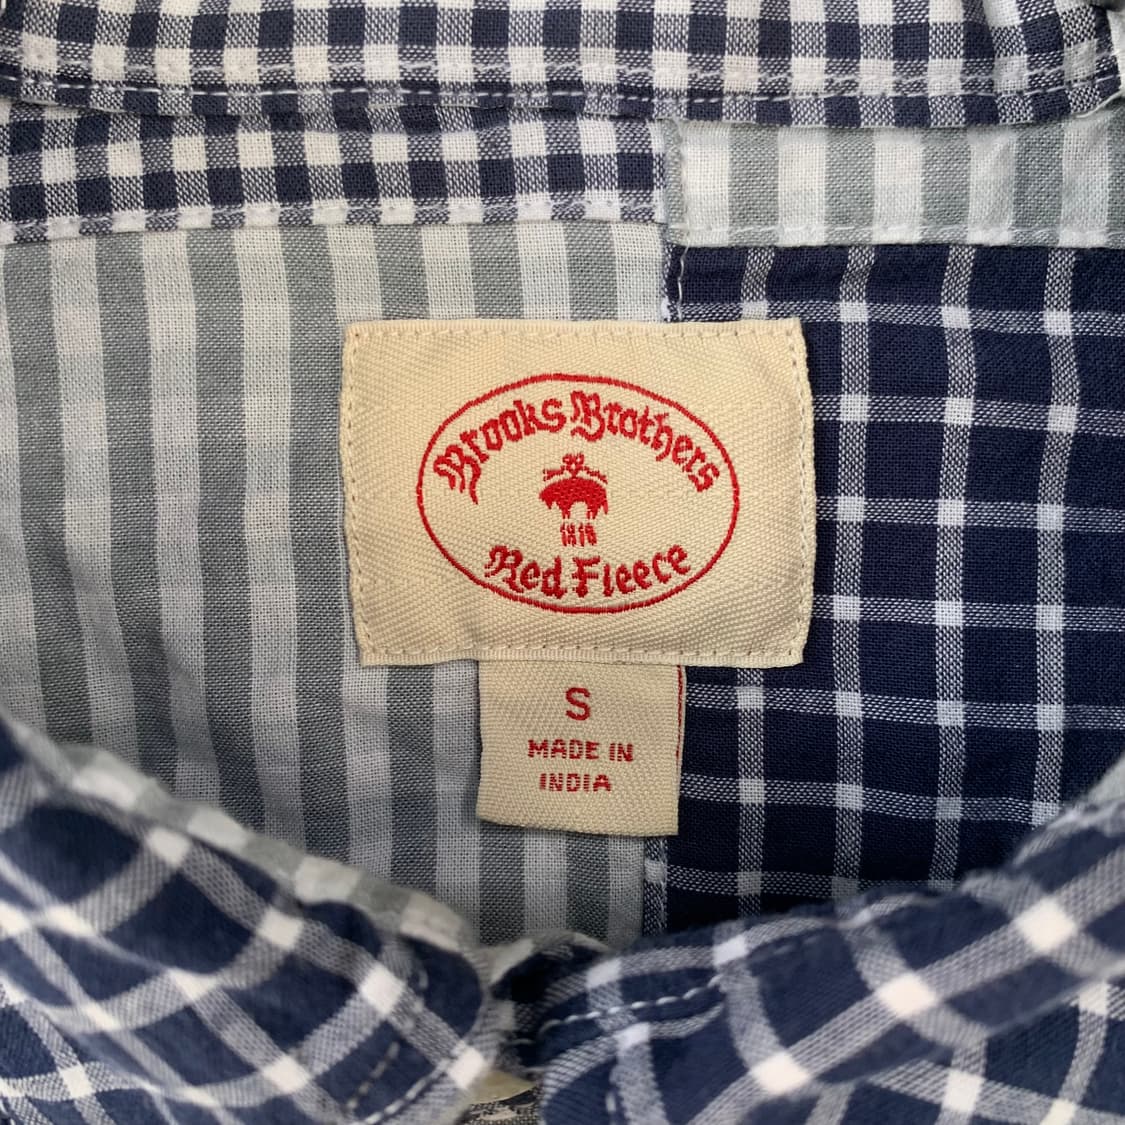 Brooks Brothers
1818
Red Fleece
S
MADE IN
INDIA